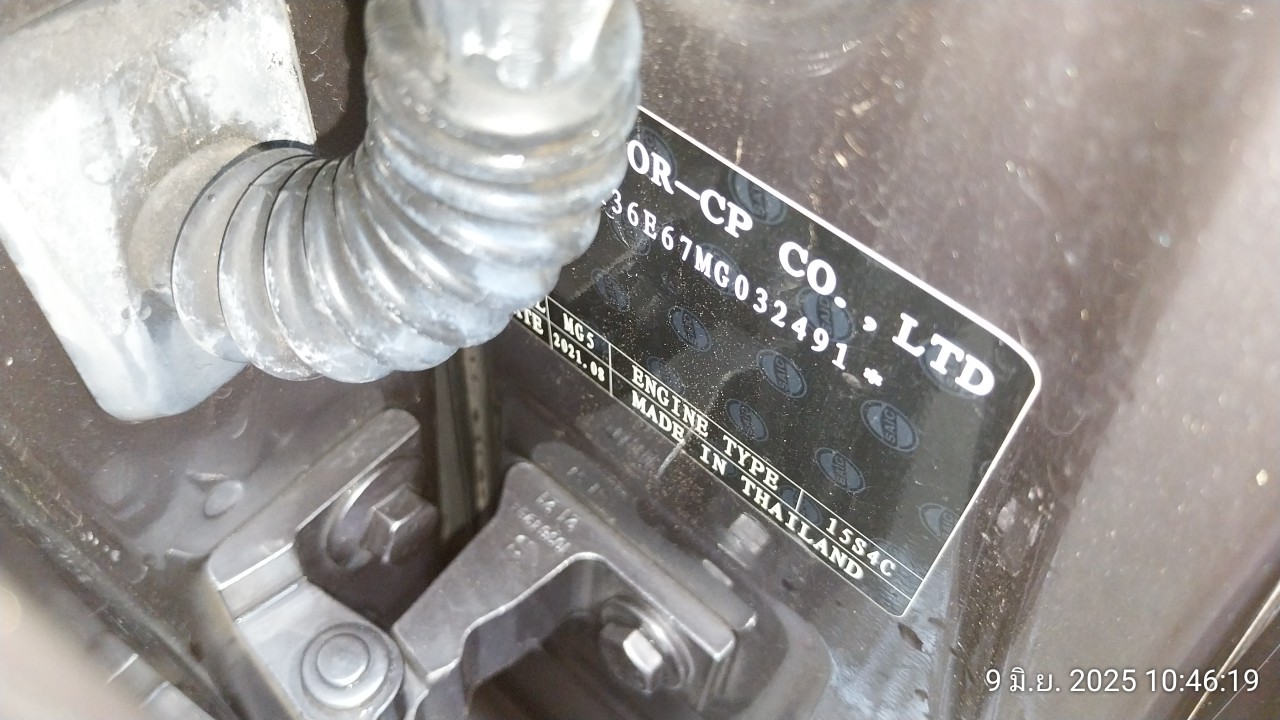 OR-CP CO., LTD
36E67MG032491*
MG5 ENGINE TYPE 15S4C
2021.08 MADE IN THAILAND
SAIC
9 มิ.ย. 2025 10:46:19